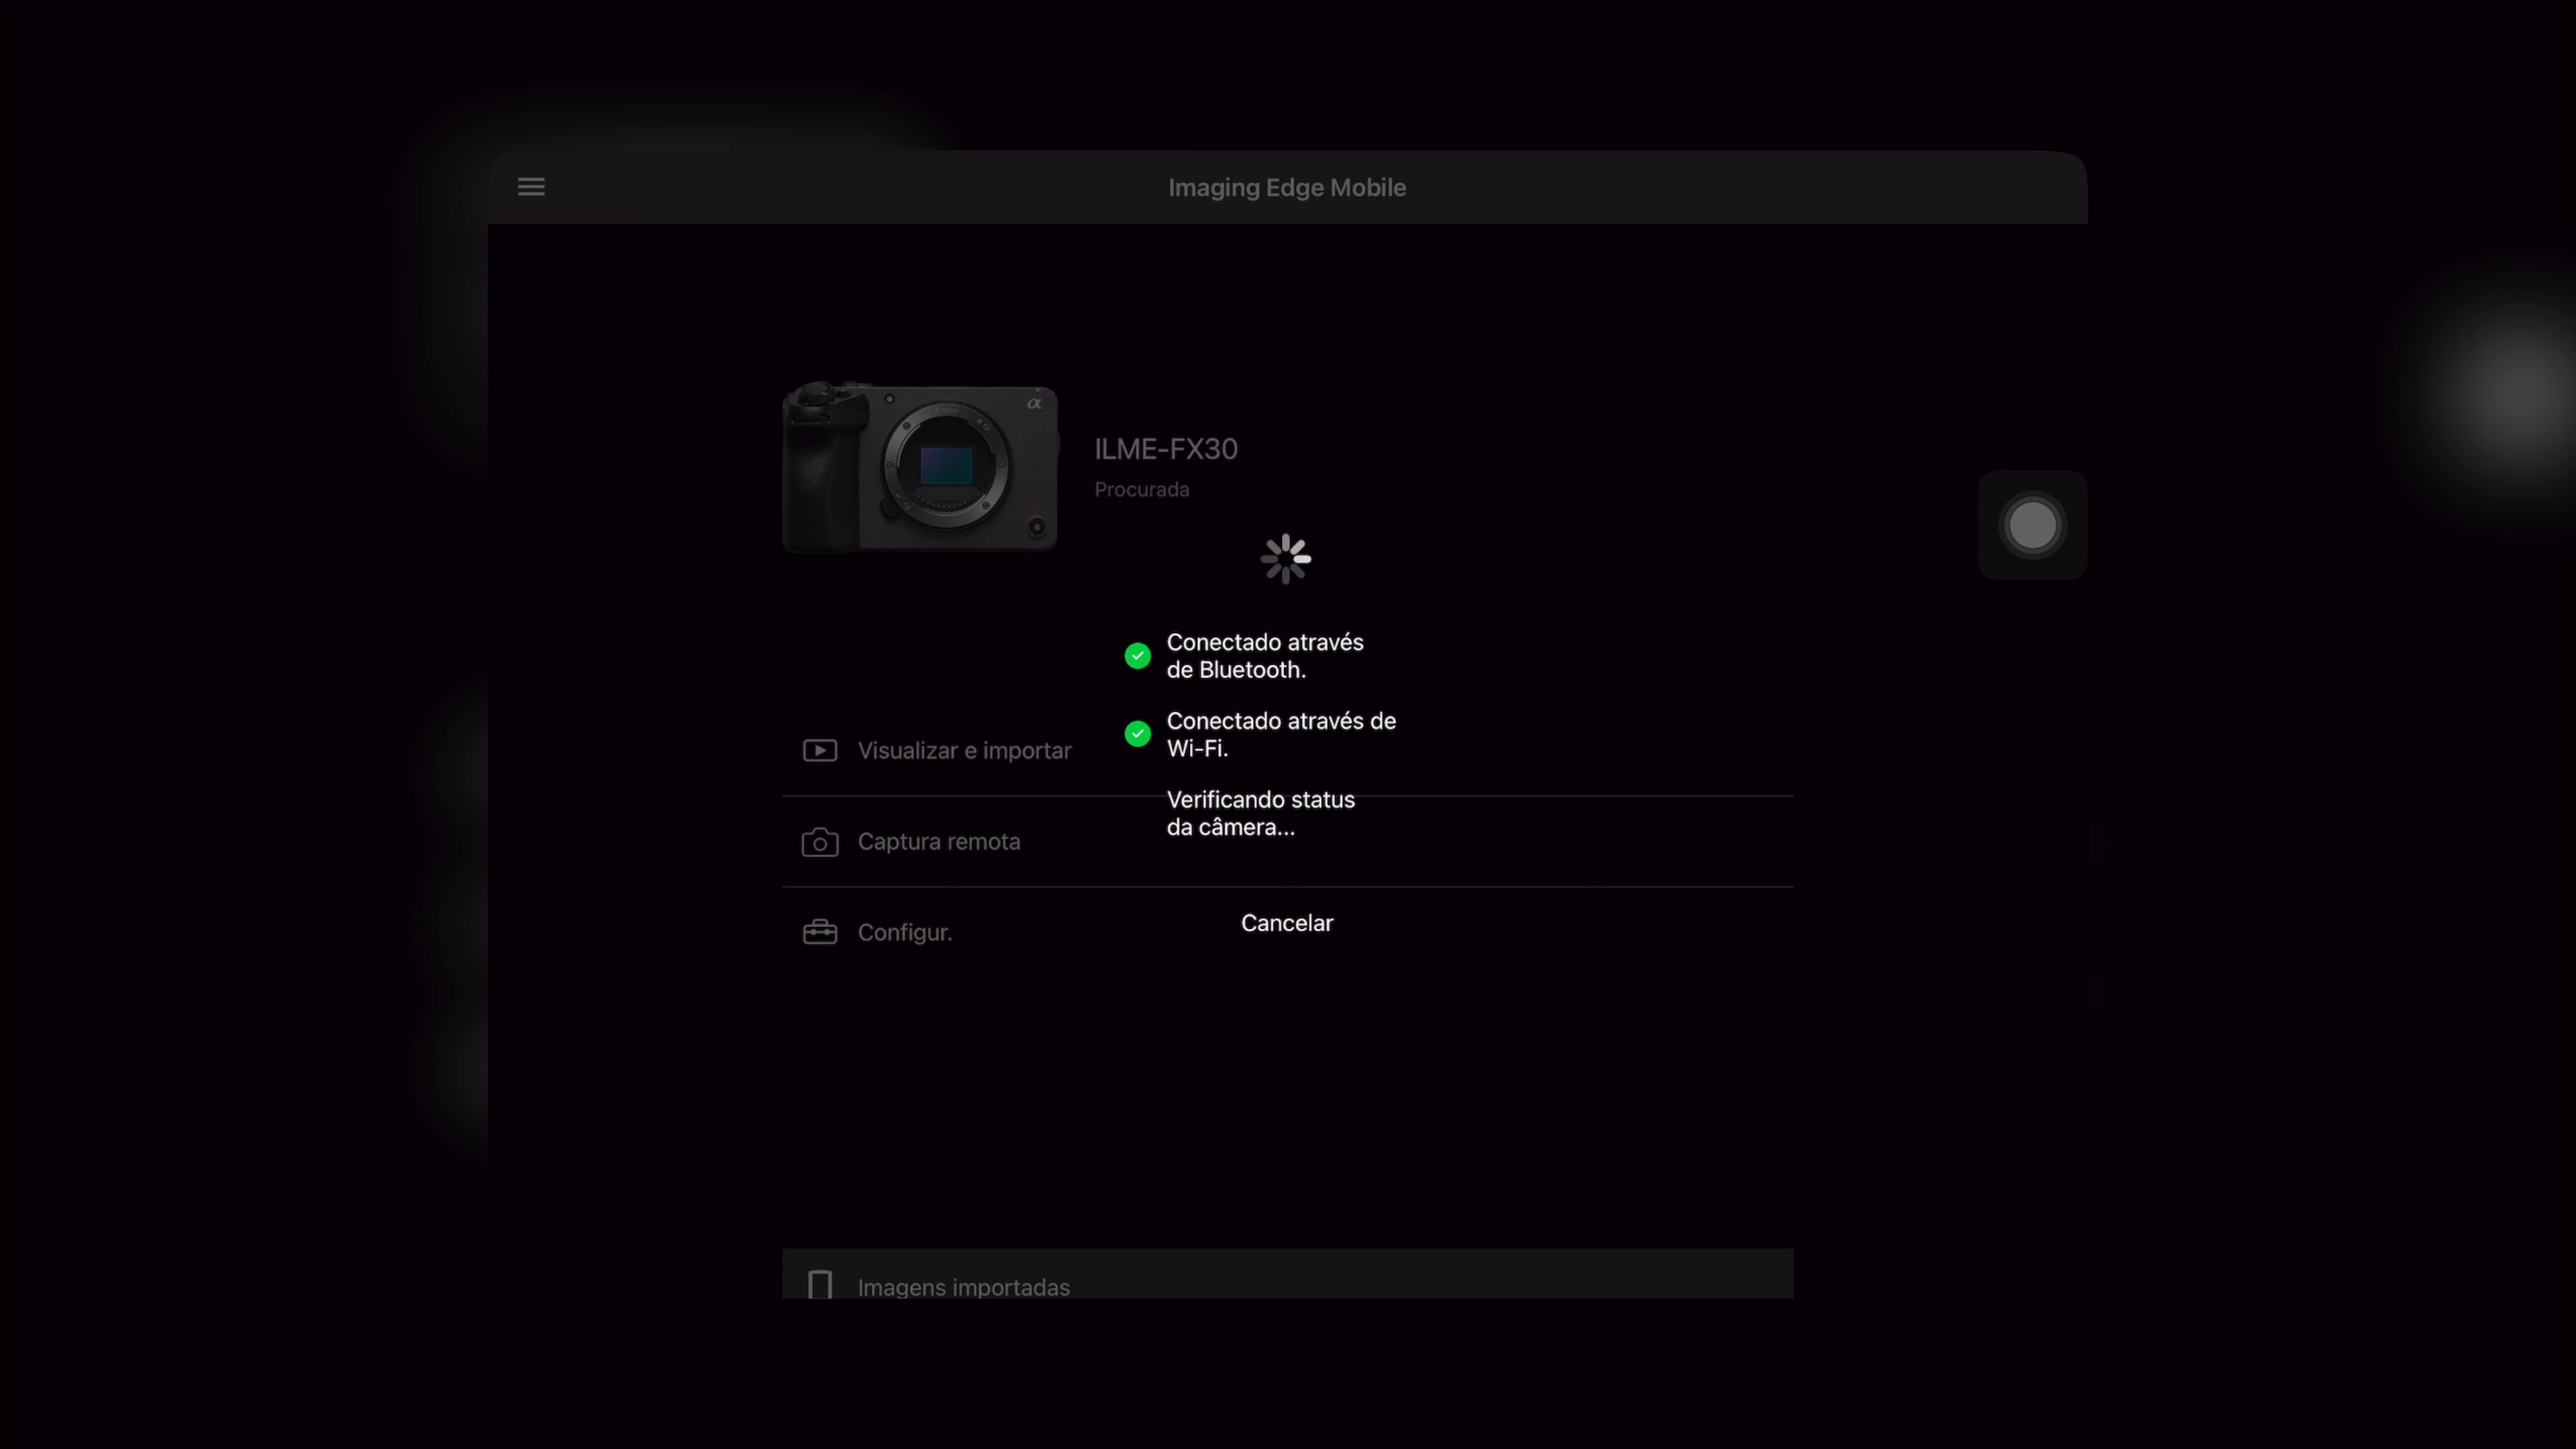 Imaging Edge Mobile
α
ILME-FX30
Procurada
Conectado através
de Bluetooth.
Conectado através de
Wi-Fi.
Visualizar e importar
Verificando status
da câmera...
Captura remota
Cancelar
Configur.
Imagens importadas